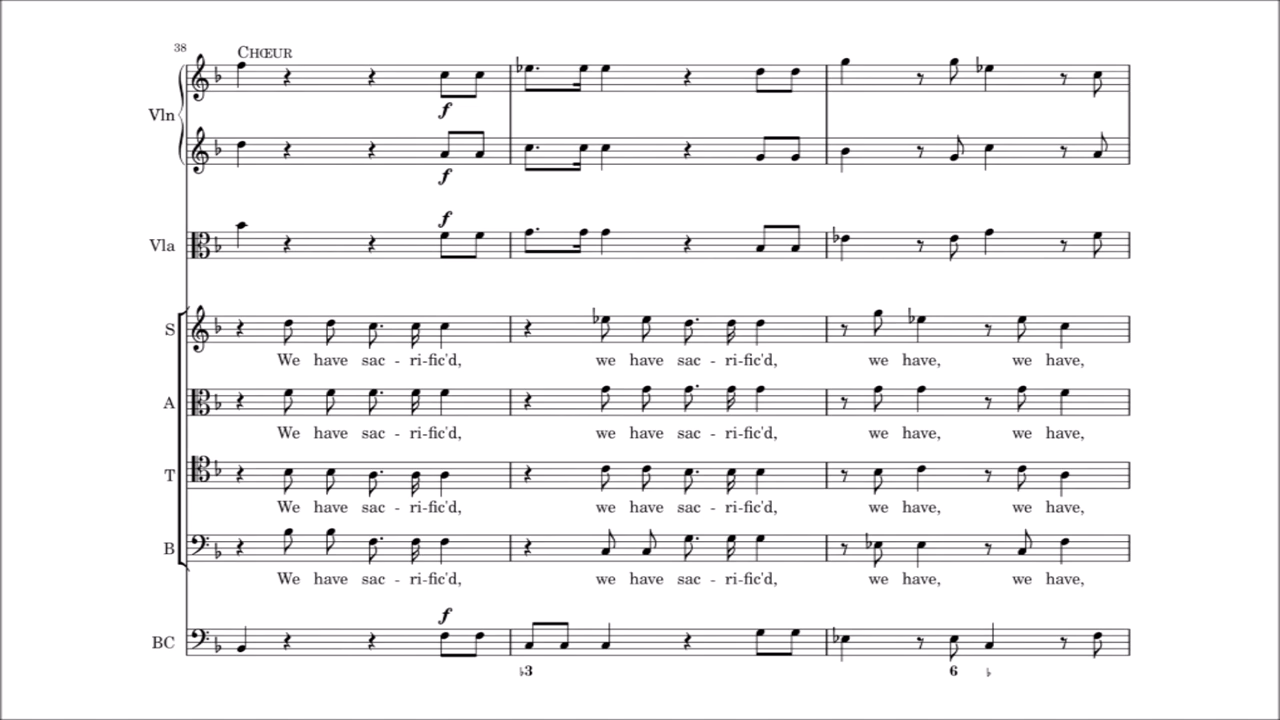 38
CHŒUR
Vln
f
f
f
Vla
S
We have sac - ri-fic'd, we have sac - ri-fic'd, we have, we have,
A
We have sac - ri-fic'd, we have sac - ri-fic'd, we have, we have,
T
We have sac - ri-fic'd, we have sac - ri-fic'd, we have, we have,
B
We have sac - ri-fic'd, we have sac - ri-fic'd, we have, we have,
f
BC
♭3 6 ♭